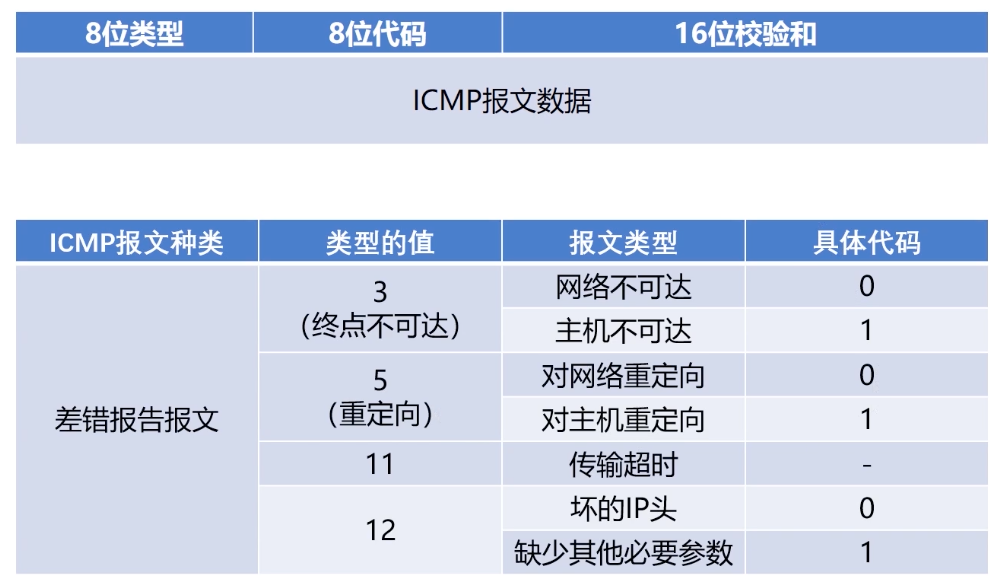 8位类型 8位代码 16位校验和
ICMP报文数据
ICMP报文种类 类型的值 报文类型 具体代码
差错报告报文
3
（终点不可达）
网络不可达 0
主机不可达 1
5
（重定向）
对网络重定向 0
对主机重定向 1
11 传输超时 -
12
坏的IP头 0
缺少其他必要参数 1